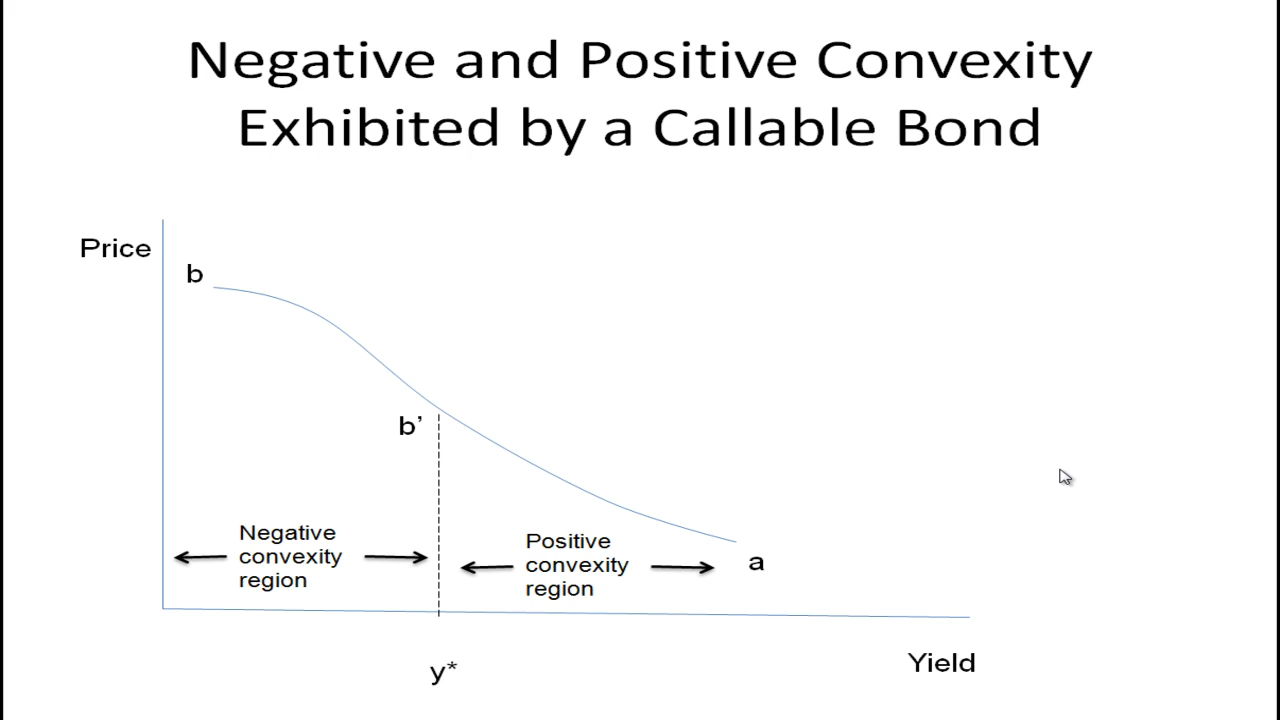 Negative and Positive Convexity
Exhibited by a Callable Bond
Price
b
b’
Negative
convexity
region
Positive
convexity
region
a
y*
Yield